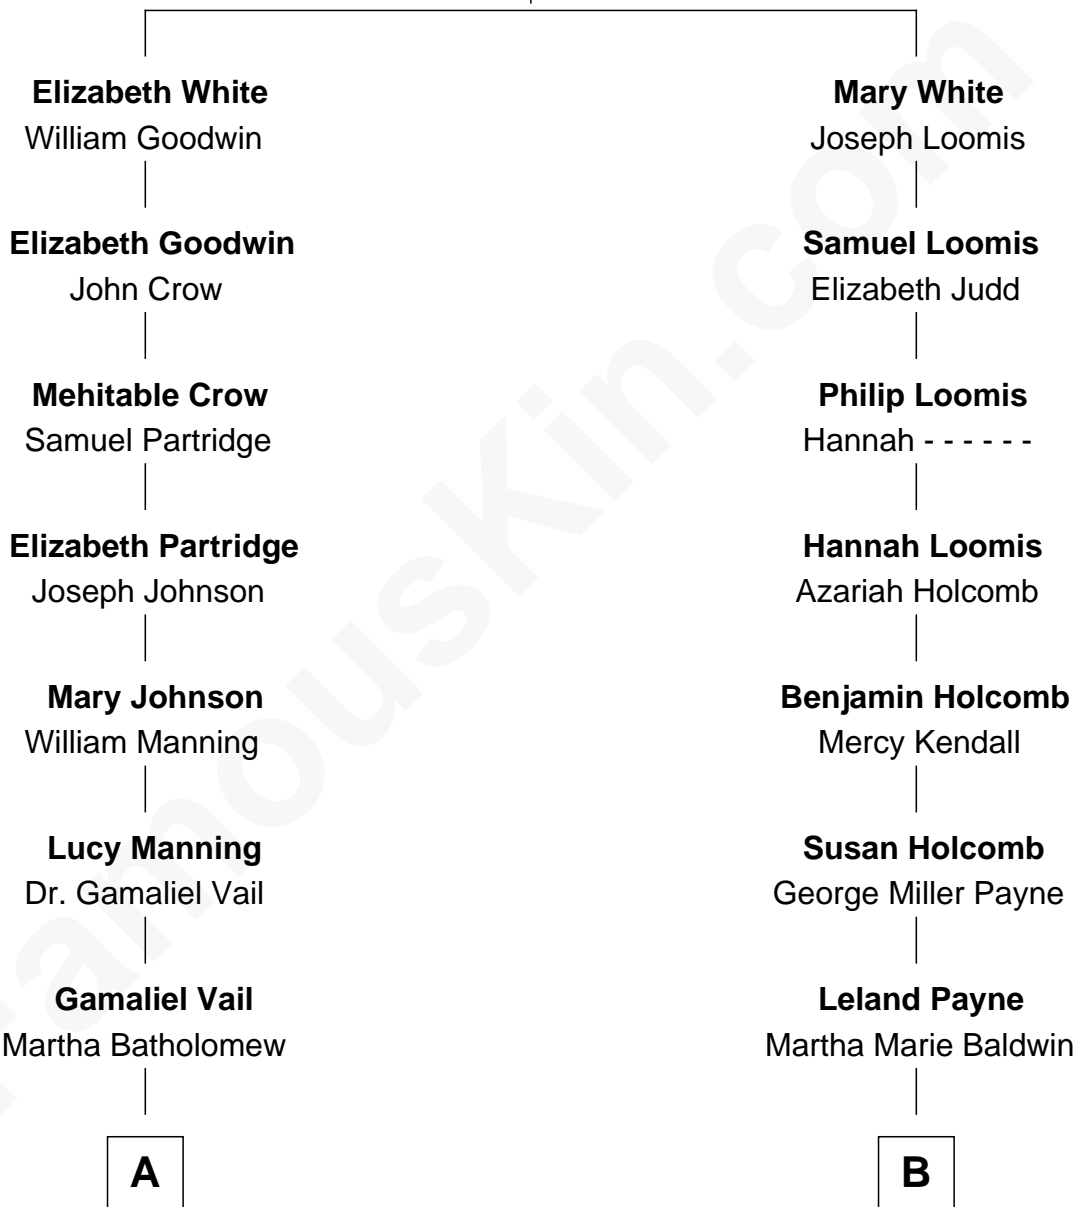 Elizabeth White
William Goodwin
Elizabeth Goodwin
John Crow
Mehitable Crow
Samuel Partridge
Elizabeth Partridge
Joseph Johnson
Mary Johnson
William Manning
Lucy Manning
Dr. Gamaliel Vail
Gamaliel Vail
Martha Batholomew
A
Mary White
Joseph Loomis
Samuel Loomis
Elizabeth Judd
Philip Loomis
Hannah - - - - - -
Hannah Loomis
Azariah Holcomb
Benjamin Holcomb
Mercy Kendall
Susan Holcomb
George Miller Payne
Leland Payne
Martha Marie Baldwin
B
FamousKin.com